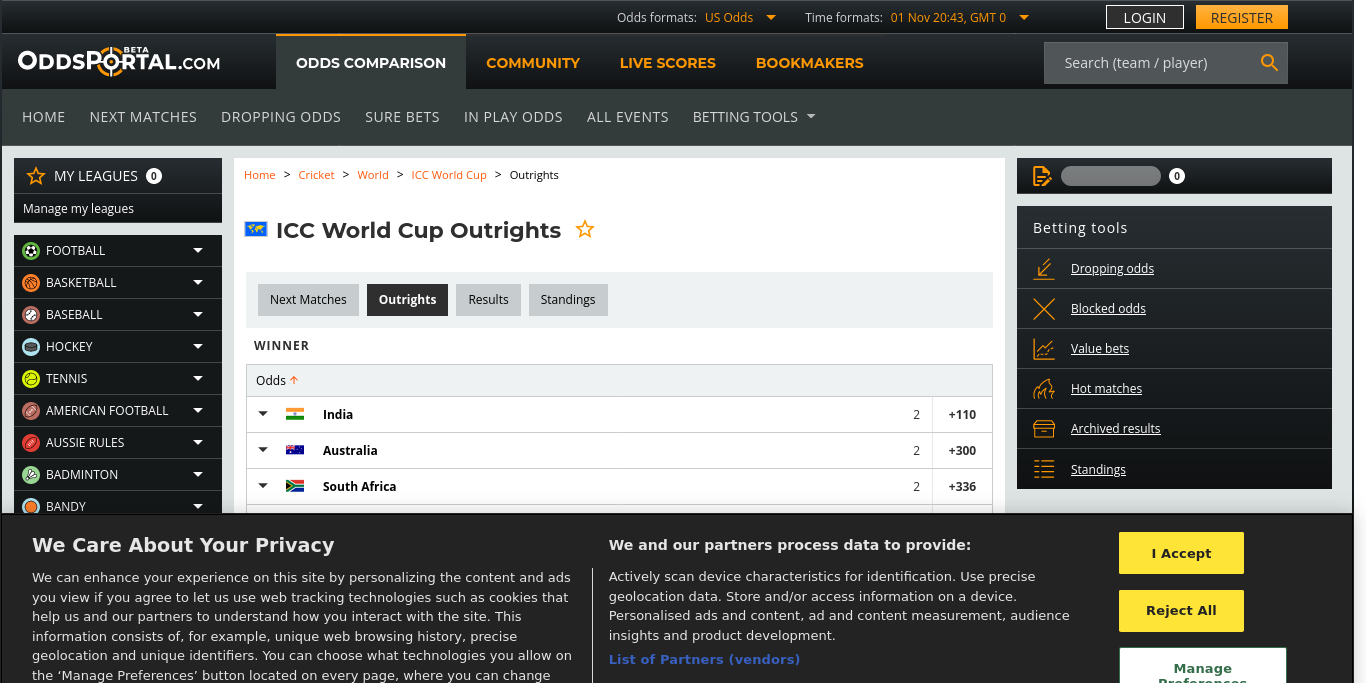 Odds formats: US Odds
Time formats: 01 Nov 20:43, GMT 0
LOGIN
REGISTER
ODDSPORTAL.COM
BETA
ODDS COMPARISON
COMMUNITY
LIVE SCORES
BOOKMAKERS
Search (team / player)
HOME
NEXT MATCHES
DROPPING ODDS
SURE BETS
IN PLAY ODDS
ALL EVENTS
BETTING TOOLS
MY LEAGUES 0
Manage my leagues
FOOTBALL
BASKETBALL
BASEBALL
HOCKEY
TENNIS
AMERICAN FOOTBALL
AUSSIE RULES
BADMINTON
BANDY
Home > Cricket > World > ICC World Cup > Outrights
ICC World Cup Outrights
Next Matches
Outrights
Results
Standings
WINNER
Odds
India 2 +110
Australia 2 +300
South Africa 2 +336
0
Betting tools
Dropping odds
Blocked odds
Value bets
Hot matches
Archived results
Standings
We Care About Your Privacy
We can enhance your experience on this site by personalizing the content and ads
you view if you agree to let us use web tracking technologies such as cookies that
help us and our partners to understand how you interact with the site. This
information consists of, for example, unique web browsing history, precise
geolocation and unique identifiers. You can choose what technologies you allow on
the ‘Manage Preferences’ button located on every page, where you can change
We and our partners process data to provide:
Actively scan device characteristics for identification. Use precise
geolocation data. Store and/or access information on a device.
Personalised ads and content, ad and content measurement, audience
insights and product development.
List of Partners (vendors)
I Accept
Reject All
Manage
Preferences